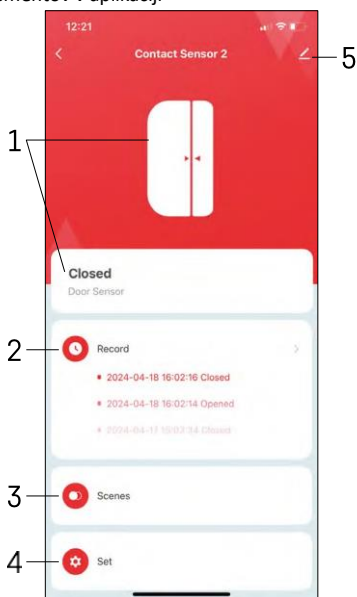 12:21
Contact Sensor 2
5
1
Closed
Door Sensor
2
Record
2024-04-18 16:02:16 Closed
2024-04-18 16:02:14 Opened
3
Scenes
4
Set